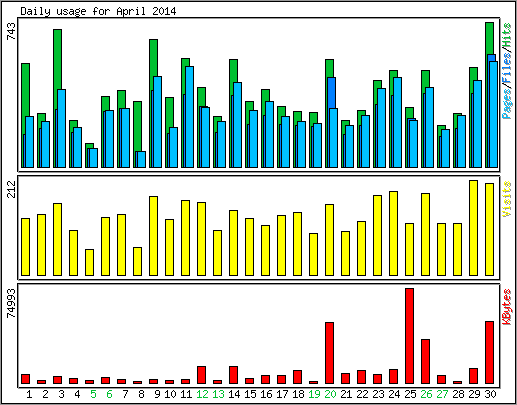 Daily usage for April 2014
743
Pages/Files/Hits
212
Visits
74993
KBytes
1 2 3 4 5 6 7 8 9 10 11 12 13 14 15 16 17 18 19 20 21 22 23 24 25 26 27 28 29 30